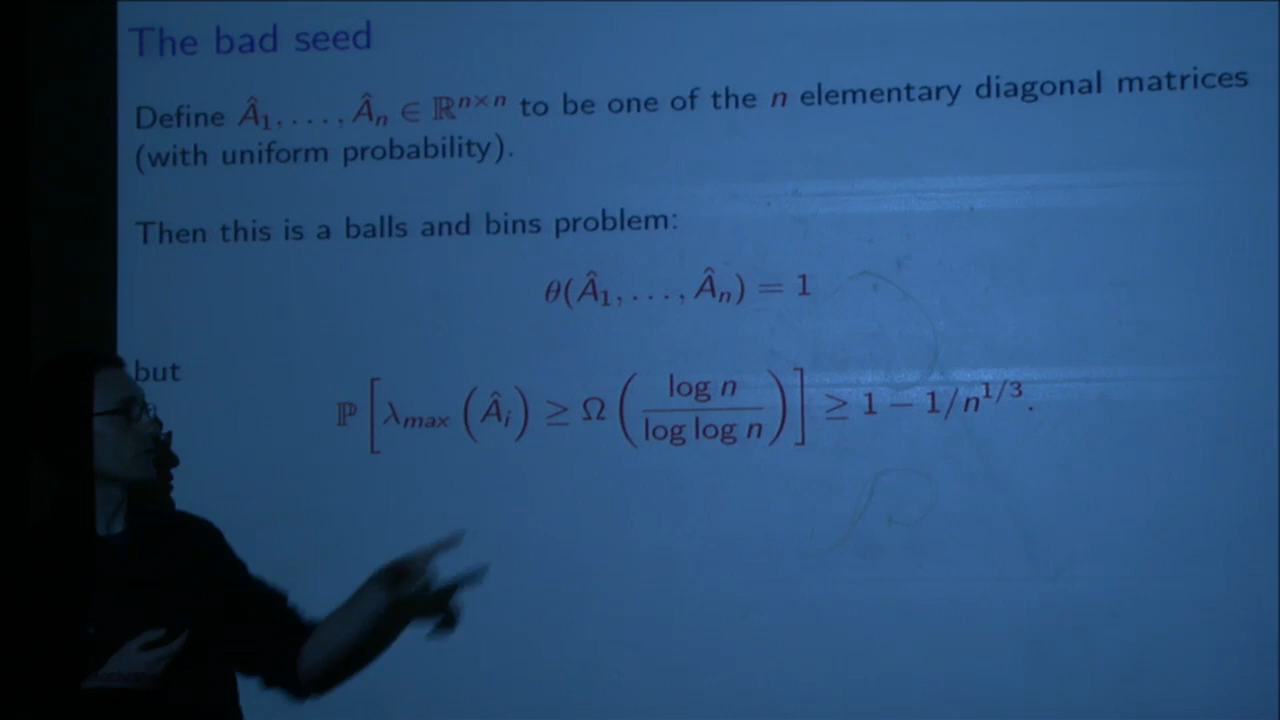 The bad seed
Define Â₁, . . . , Âₙ ∈ ℝⁿˣⁿ to be one of the n elementary diagonal matrices
(with uniform probability).
Then this is a balls and bins problem:
θ(Â₁, . . . , Âₙ) = 1
but
ℙ [λ_max (Âᵢ) ≥ Ω (log n / log log n)] ≥ 1 − 1/n^{1/3}.